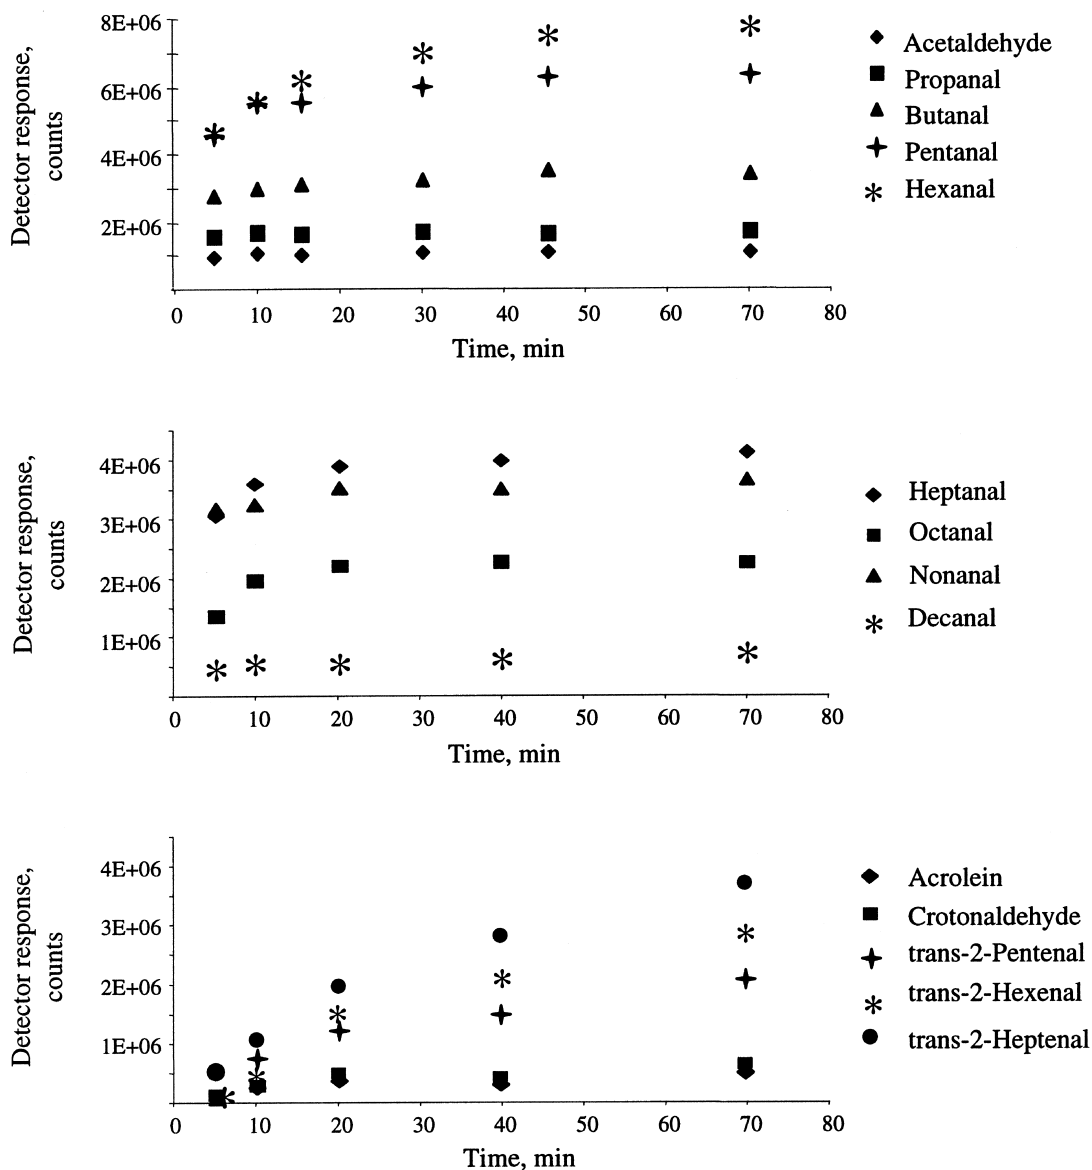 Detector response,
counts
8E+06
6E+06
4E+06
2E+06
0 10 20 30 40 50 60 70 80
Time, min
Acetaldehyde
Propanal
Butanal
Pentanal
Hexanal
Detector response,
counts
4E+06
3E+06
2E+06
1E+06
0 10 20 30 40 50 60 70 80
Time, min
Heptanal
Octanal
Nonanal
Decanal
Detector response,
counts
4E+06
3E+06
2E+06
1E+06
0 10 20 30 40 50 60 70 80
Time, min
Acrolein
Crotonaldehyde
trans-2-Pentenal
trans-2-Hexenal
trans-2-Heptenal